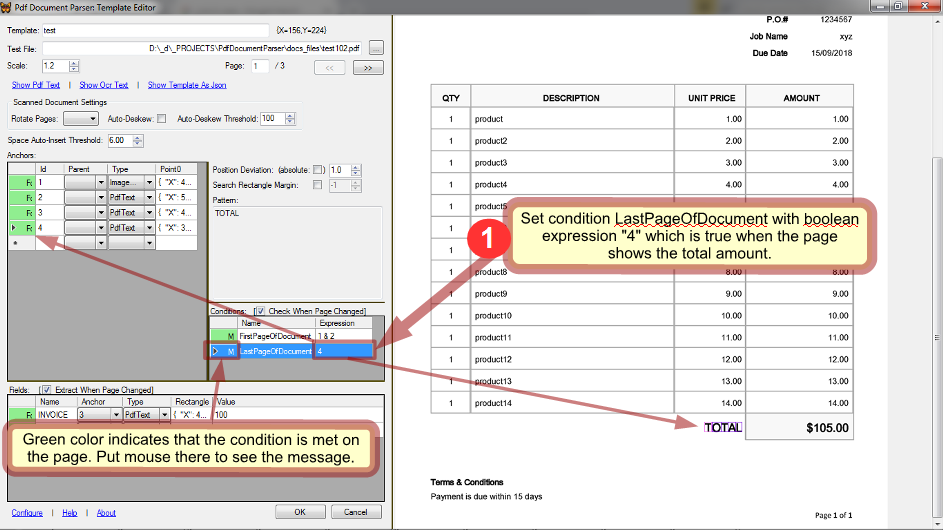 Pdf Document Parser: Template Editor
Template: test {X=156,Y=224}
Test File: D:\_d\_PROJECTS\PdfDocumentParser\docs_files\test102.pdf ...
Scale: 1.2 Page: 1 / 3 << >>
Show Pdf Text | Show Ocr Text | Show Template As Json
Scanned Document Settings
Rotate Pages: Auto-Deskew: Auto-Deskew Threshold: 100
Space Auto-Insert Threshold: 6.00
Anchors:
Id Parent Type Point0
F: 1 Image... { "X": 4...
F: 2 PdfText { "X": 5...
F: 3 PdfText { "X": 4...
F: 4 PdfText { "X": 3...
Position Deviation: (absolute: ) 1.0
Search Rectangle Margin: -1
Pattern:
TOTAL
Conditions: [ Check When Page Changed]
Name Expression
M FirstPageOfDocument 1 & 2
M LastPageOfDocument 4
Fields: [ Extract When Page Changed]
Name Anchor Type Rectangle Value
F: INVOICE 3 PdfText { "X": 4... 100
Green color indicates that the condition is met on
the page. Put mouse there to see the message.
Configure | Help | About OK Cancel
P.O.# 1234567
Job Name xyz
Due Date 15/09/2018
QTY DESCRIPTION UNIT PRICE AMOUNT
1 product 1.00 1.00
1 product2 2.00 2.00
1 product3 3.00 3.00
1 product4 4.00 4.00
1 product5
1
Set condition LastPageOfDocument with boolean
expression "4" which is true when the page
shows the total amount.
1
1
1 product8 8.00 8.00
1 product9 9.00 9.00
1 product10 10.00 10.00
1 product11 11.00 11.00
1 product12 12.00 12.00
1 product13 13.00 13.00
1 product14 14.00 14.00
TOTAL $105.00
Terms & Conditions
Payment is due within 15 days
Page 1 of 1